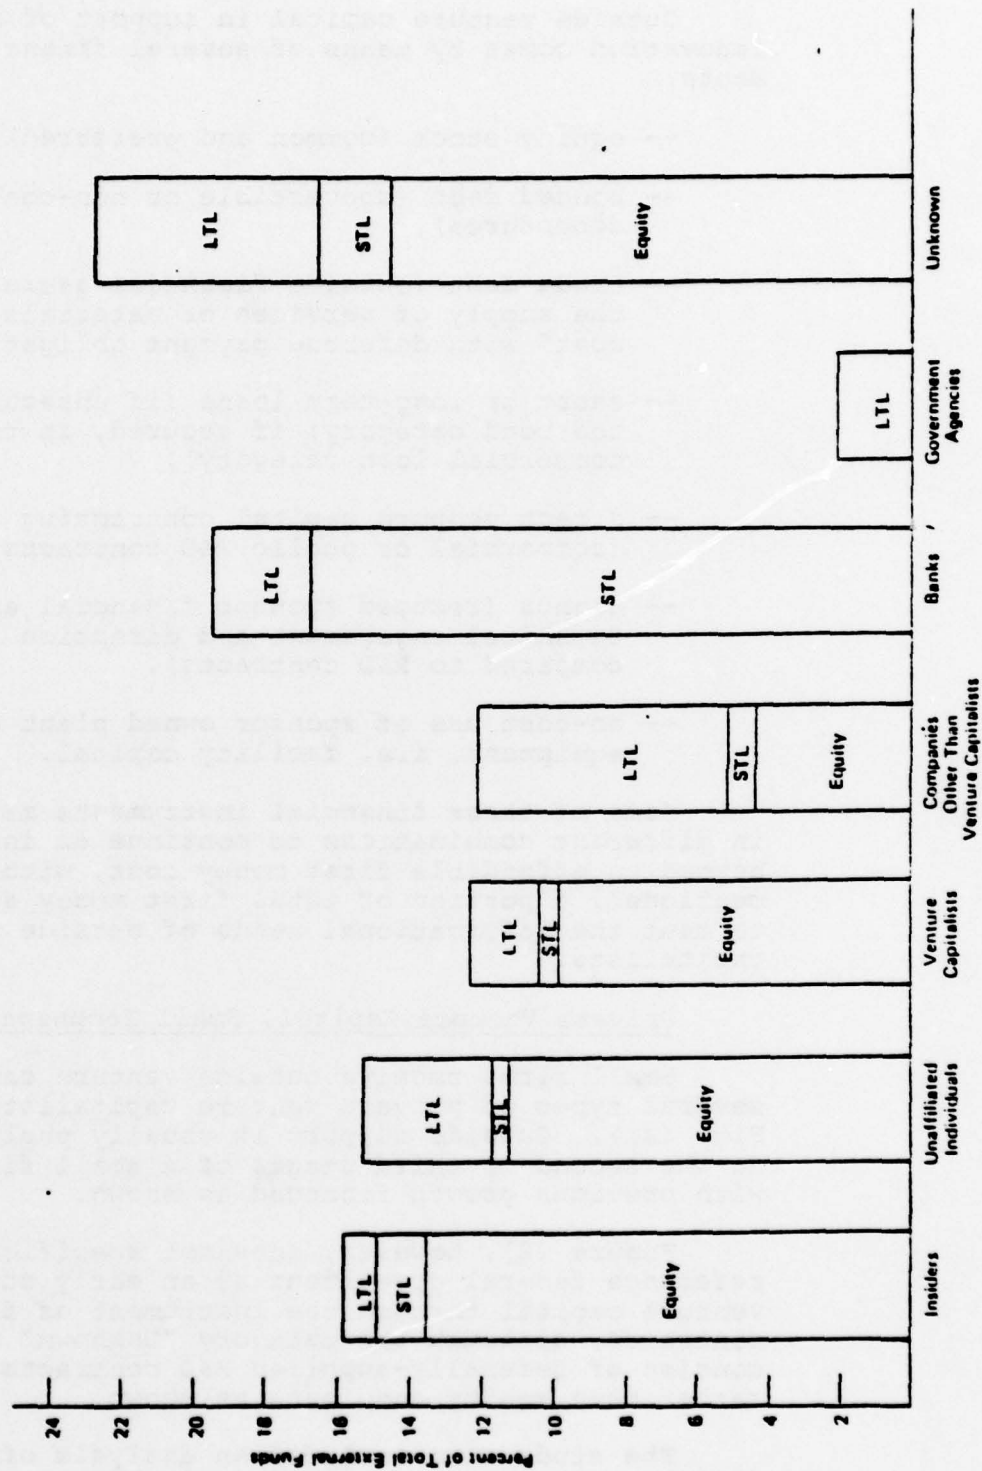 Percent of Total External Funds
24
22
20
18
16
14
12
10
8
6
4
2
LTL
STL
Equity
Insiders
LTL
STL
Equity
Unaffiliated
Individuals
LTL
STL
Equity
Venture
Capitalists
LTL
STL
Equity
Companies
Other Than
Venture Capitalists
LTL
STL
Banks
LTL
Government
Agencies
LTL
STL
Equity
Unknown